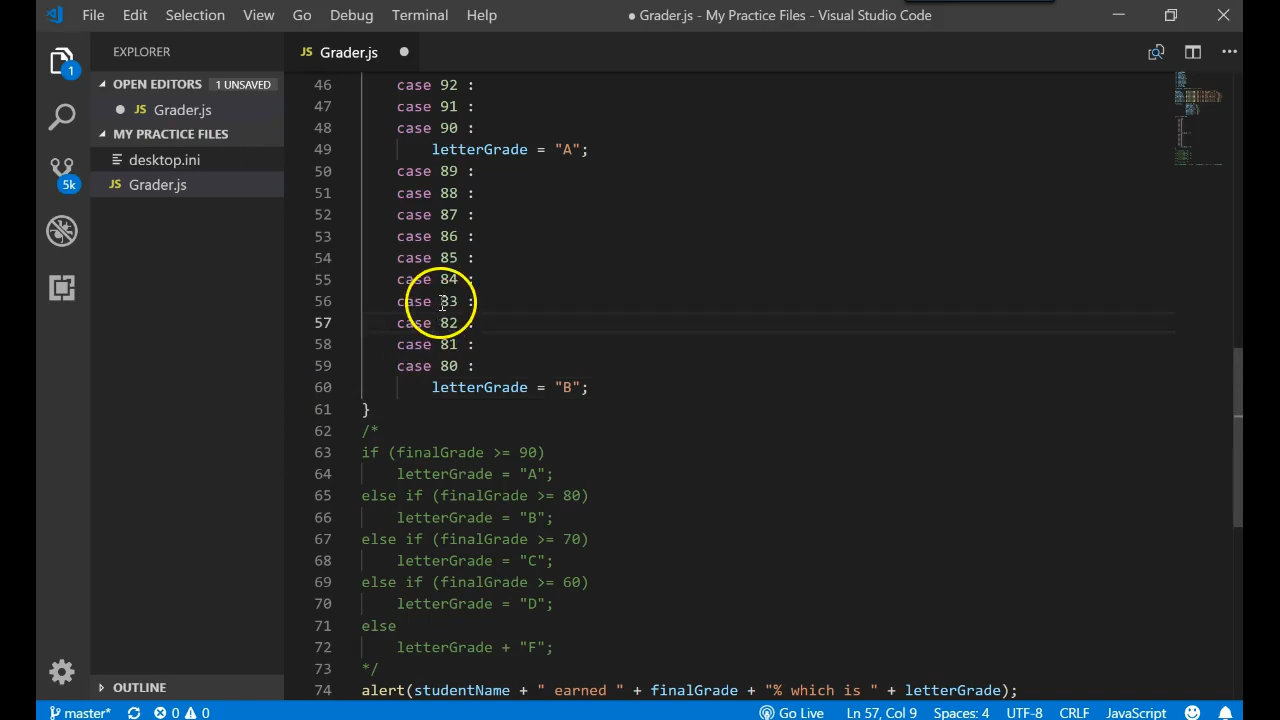 File Edit Selection View Go Debug Terminal Help
● Grader.js - My Practice Files - Visual Studio Code
EXPLORER
JS Grader.js
OPEN EDITORS 1 UNSAVED
JS Grader.js
MY PRACTICE FILES
desktop.ini
JS Grader.js
OUTLINE
1
5k
46 case 92 :
47 case 91 :
48 case 90 :
49 letterGrade = "A";
50 case 89 :
51 case 88 :
52 case 87 :
53 case 86 :
54 case 85 :
55 case 84 :
56 case 83 :
57 case 82 :
58 case 81 :
59 case 80 :
60 letterGrade = "B";
61 }
62 /*
63 if (finalGrade >= 90)
64 letterGrade = "A";
65 else if (finalGrade >= 80)
66 letterGrade = "B";
67 else if (finalGrade >= 70)
68 letterGrade = "C";
69 else if (finalGrade >= 60)
70 letterGrade = "D";
71 else
72 letterGrade + "F";
73 */
74 alert(studentName + " earned " + finalGrade + "% which is " + letterGrade);
master* 0 0 Go Live Ln 57, Col 9 Spaces: 4 UTF-8 CRLF JavaScript